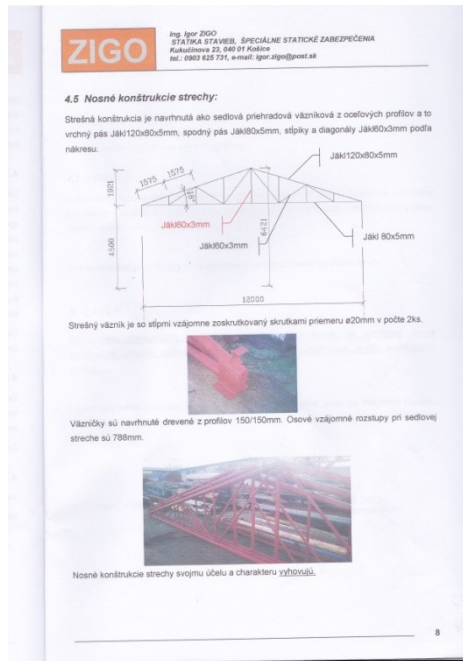 ZIGO
Ing. Igor ZIGO
STATIKA STAVIEB, ŠPECIÁLNE STATICKÉ ZABEZPEČENIA
Kukučínova 23, 040 01 Košice
tel.: 0903 625 731, e-mail: igor.zigo@post.sk
4.5 Nosné konštrukcie strechy:
Strešná konštrukcia je navrhnutá ako sedlová priehradová väzníková z oceľových profilov a to
vrchný pás Jäkl120x80x5mm, spodný pás Jäkl80x5mm, stĺpiky a diagonály Jäkl60x3mm podľa
nákresu.
Jäkl120x80x5mm
1575
1575
1921
Jäkl60x3mm
Jäkl60x3mm
Jäkl 80x5mm
6421
4500
12000
Strešný väzník je so stĺpmi vzájomne zoskrutkovaný skrutkami priemeru ø20mm v počte 2ks.
Väzničky sú navrhnuté drevené z profilov 150/150mm. Osové vzájomné rozstupy pri sedlovej
streche sú 788mm.
Nosné konštrukcie strechy svojmu účelu a charakteru vyhovujú.
8